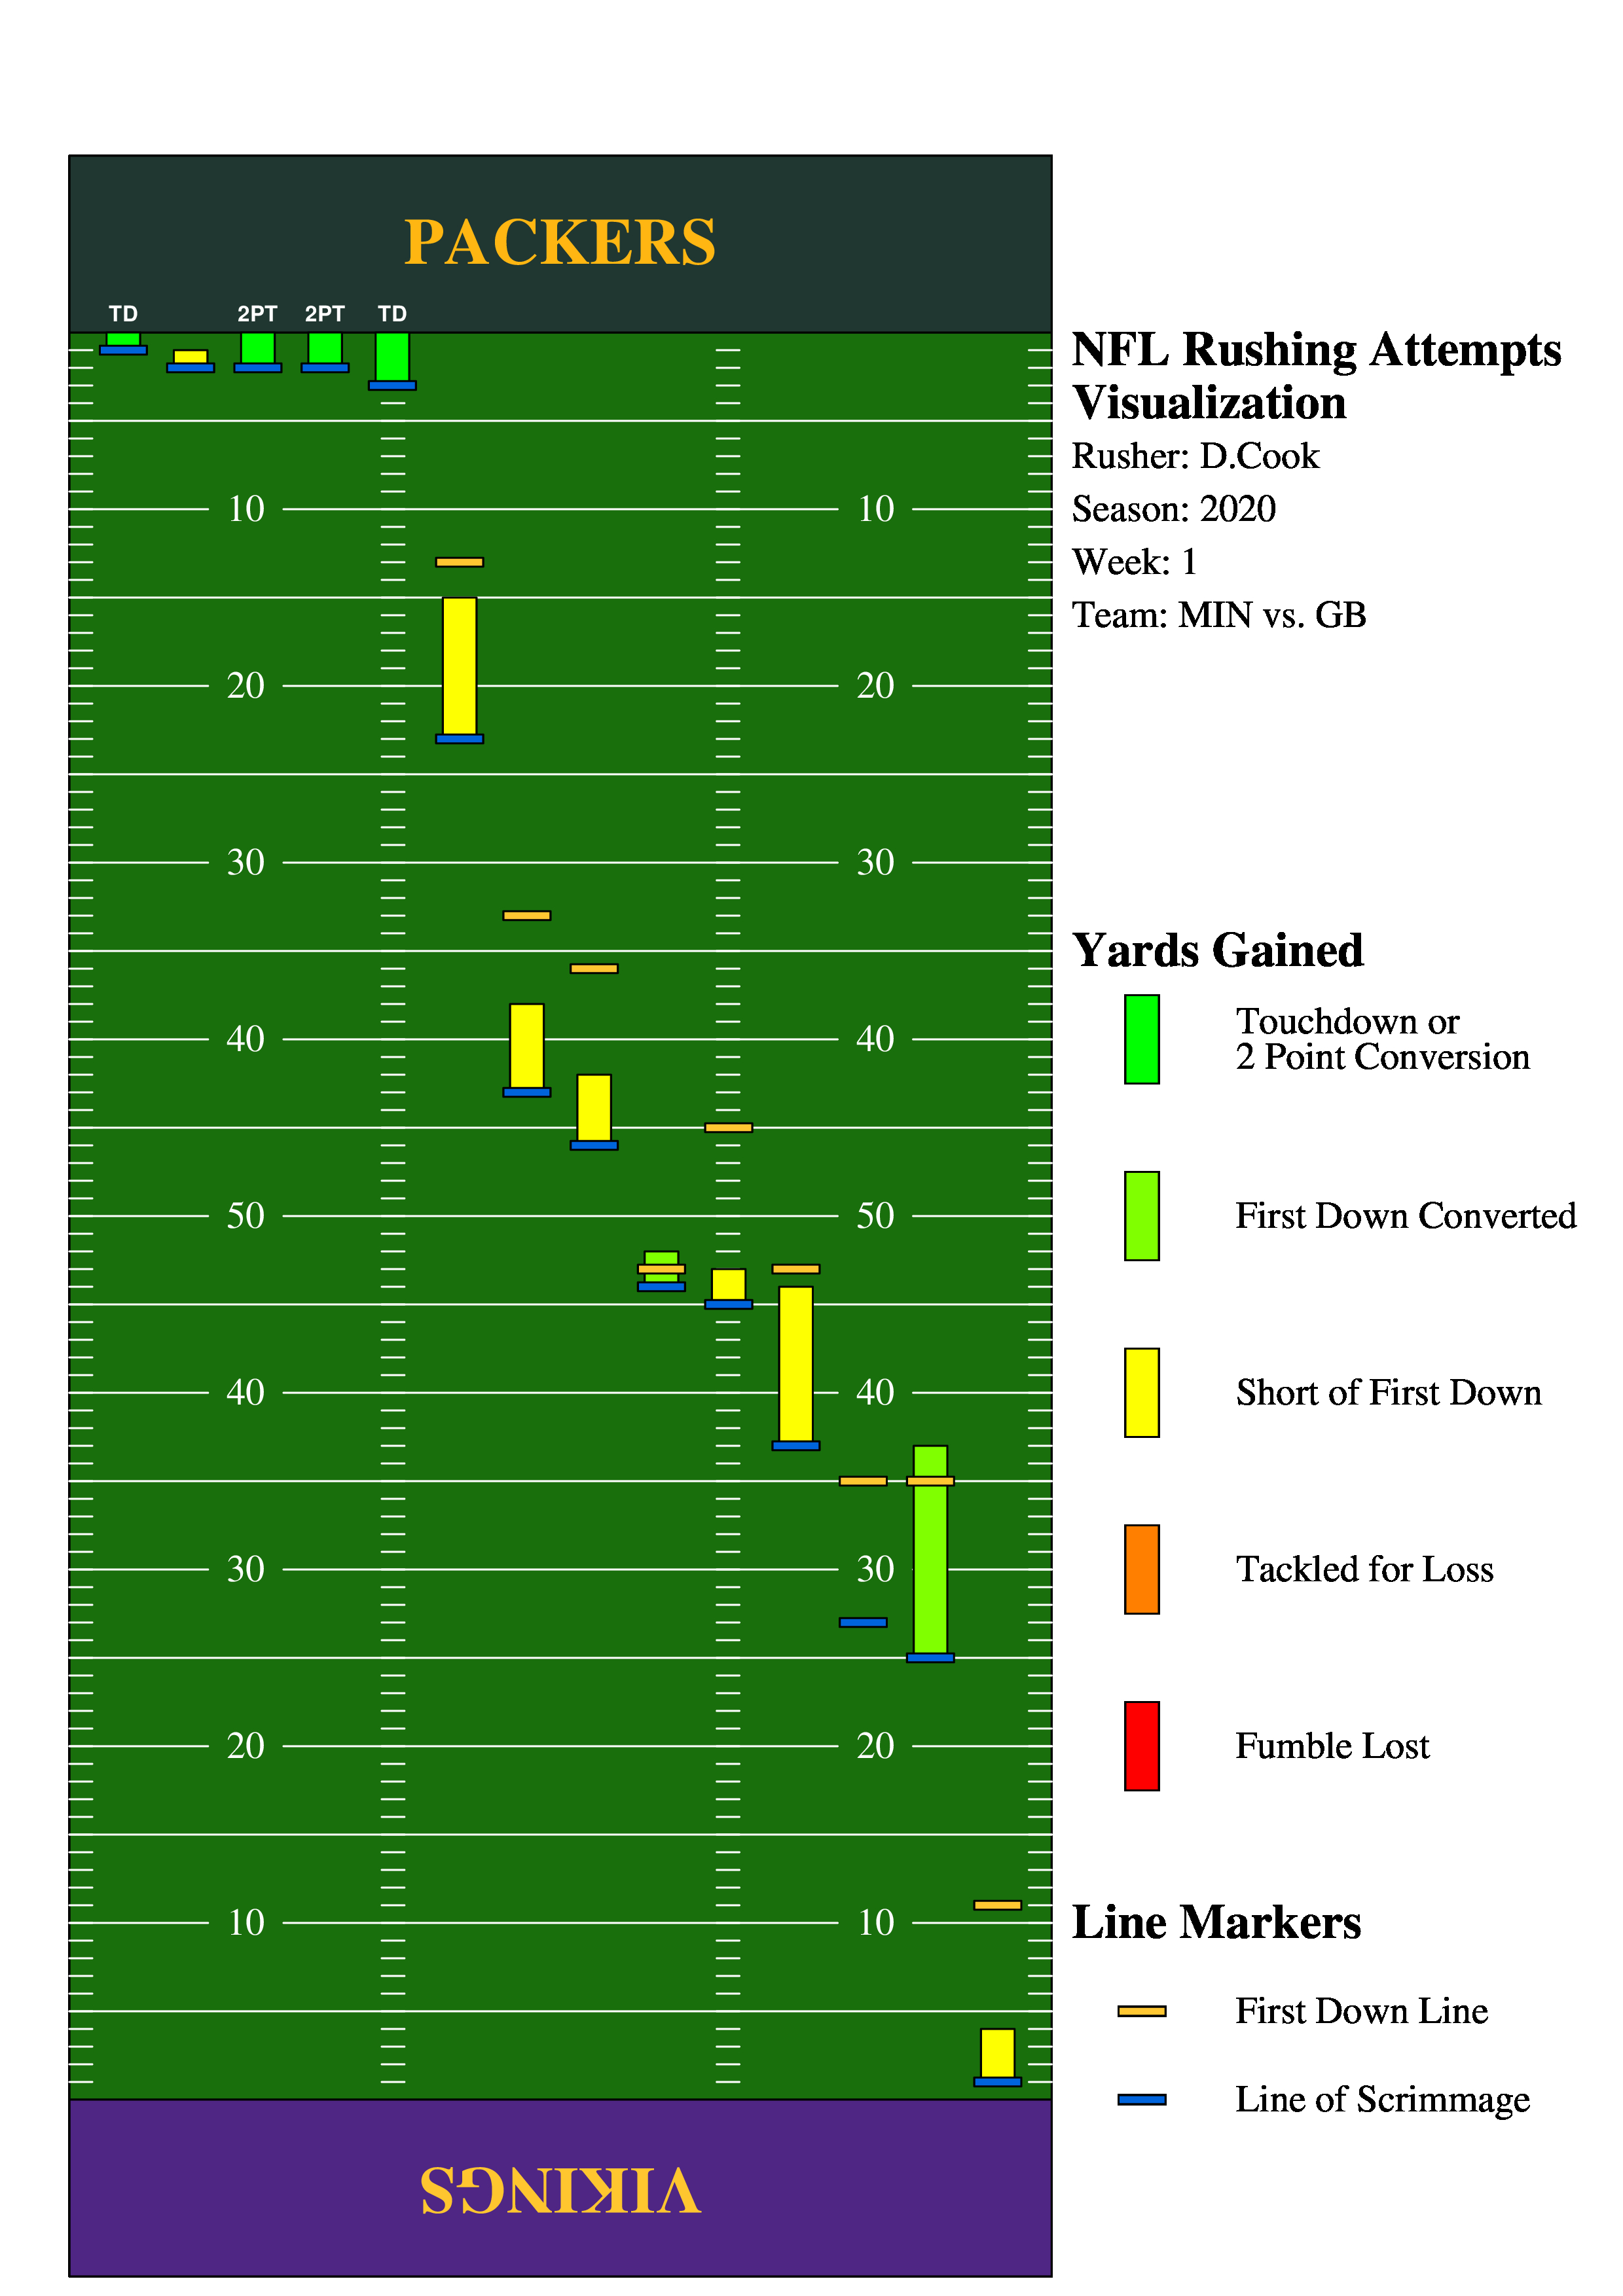 PACKERS
TD 2PT 2PT TD
NFL Rushing Attempts
Visualization
Rusher: D.Cook
Season: 2020
Week: 1
Team: MIN vs. GB
10 10
20 20
30 30
40 40
50 50
40 40
30 30
20 20
10 10
Yards Gained
Touchdown or
2 Point Conversion
First Down Converted
Short of First Down
Tackled for Loss
Fumble Lost
Line Markers
First Down Line
Line of Scrimmage
VIKINGS